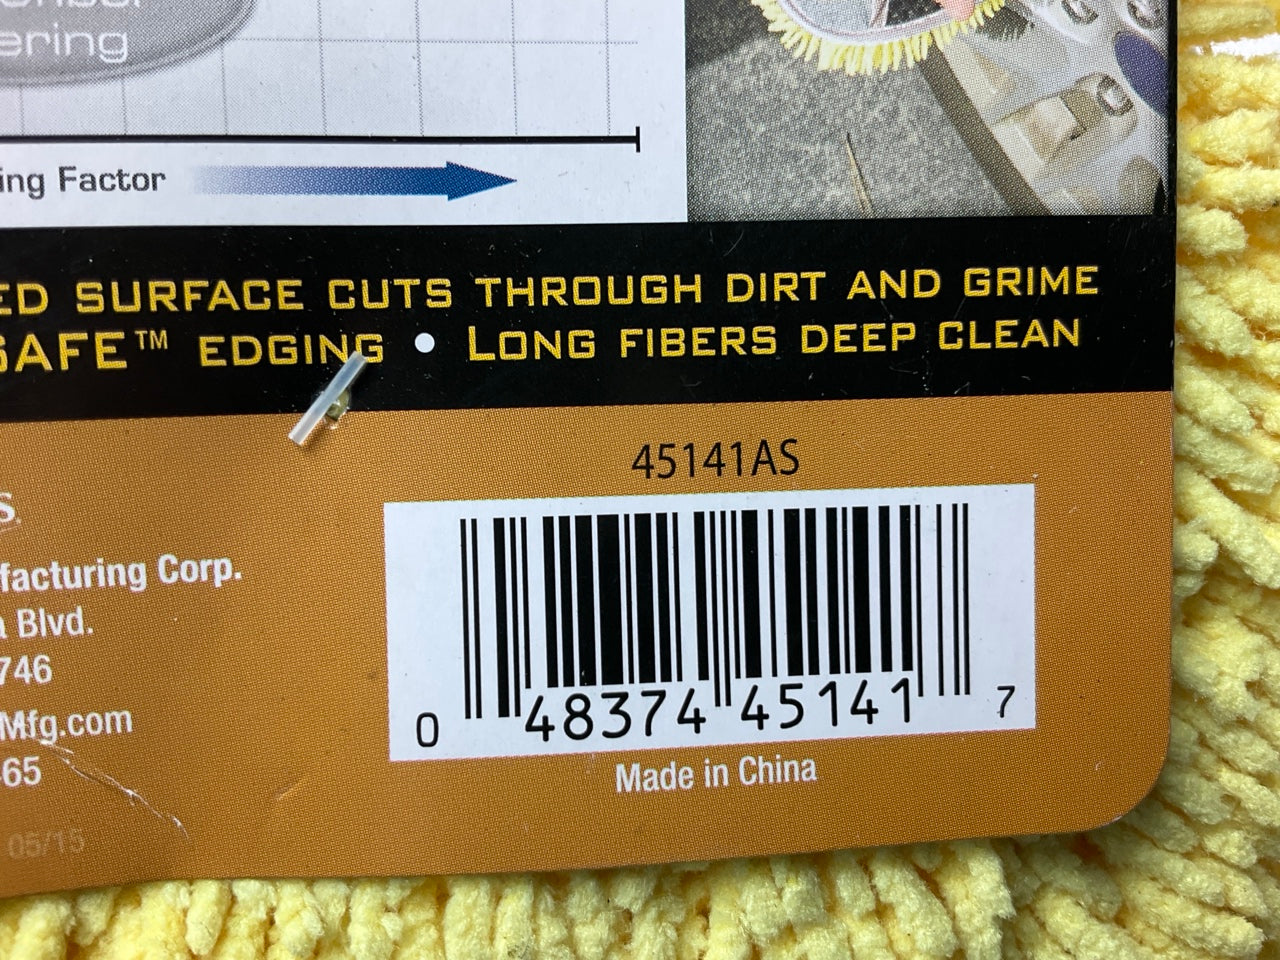 ering
ing Factor
ED SURFACE CUTS THROUGH DIRT AND GRIME
SAFE™ EDGING • LONG FIBERS DEEP CLEAN
45141AS
s.
facturing Corp.
a Blvd.
746
Mfg.com
65
05/15
0 48374 45141 7
Made in China